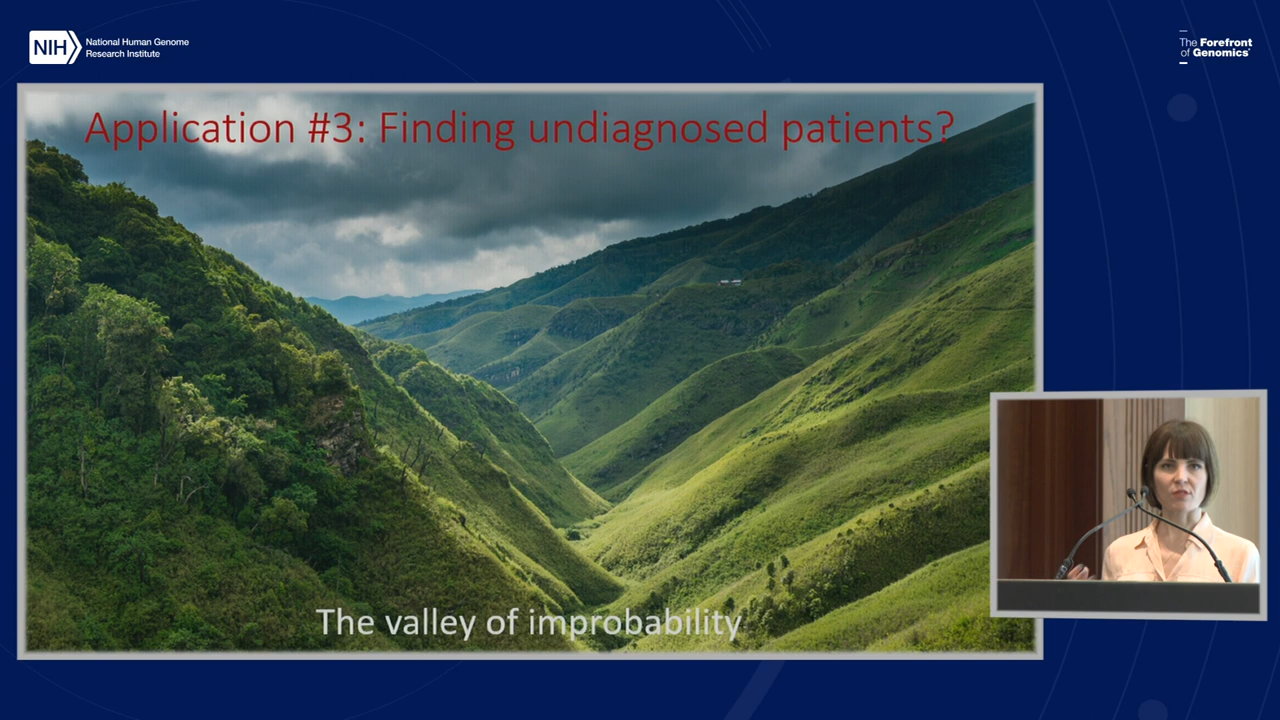 NIH
National Human Genome
Research Institute
The Forefront
of Genomics®
Application #3: Finding undiagnosed patients?
The valley of improbability